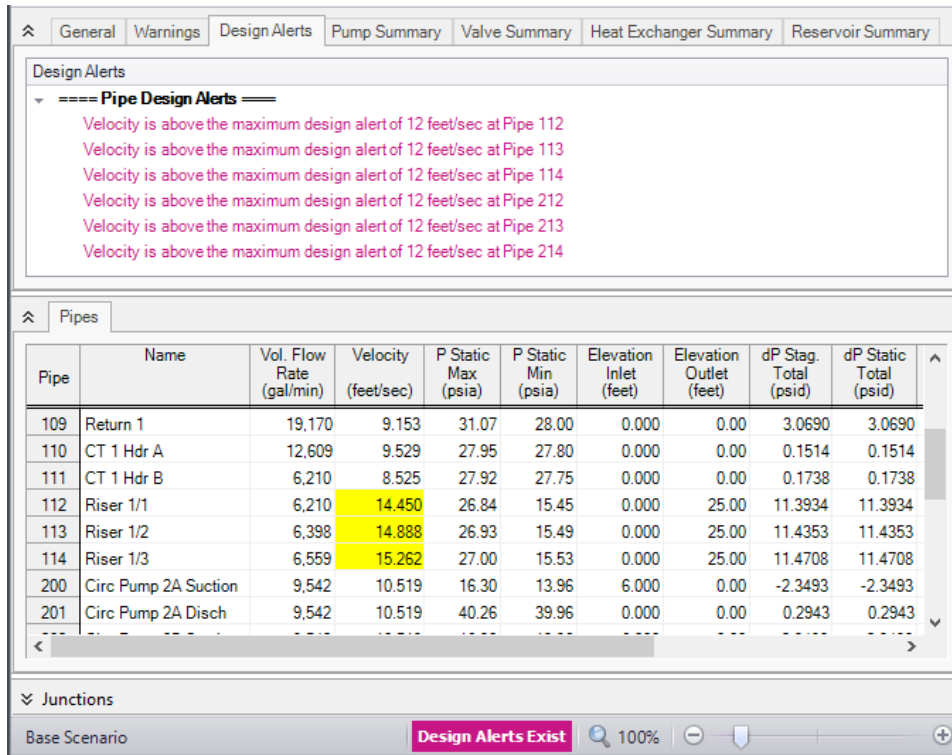 General Warnings Design Alerts Pump Summary Valve Summary Heat Exchanger Summary Reservoir Summary
Design Alerts
==== Pipe Design Alerts ====
Velocity is above the maximum design alert of 12 feet/sec at Pipe 112
Velocity is above the maximum design alert of 12 feet/sec at Pipe 113
Velocity is above the maximum design alert of 12 feet/sec at Pipe 114
Velocity is above the maximum design alert of 12 feet/sec at Pipe 212
Velocity is above the maximum design alert of 12 feet/sec at Pipe 213
Velocity is above the maximum design alert of 12 feet/sec at Pipe 214
Pipes
Name Vol. Flow Velocity P Static P Static Elevation Elevation dP Stag. dP Static
Pipe Rate Max Min Inlet Outlet Total Total
(gal/min) (feet/sec) (psia) (psia) (feet) (feet) (psid) (psid)
109 Return 1 19,170 9.153 31.07 28.00 0.000 0.00 3.0690 3.0690
110 CT 1 Hdr A 12,609 9.529 27.95 27.80 0.000 0.00 0.1514 0.1514
111 CT 1 Hdr B 6,210 8.525 27.92 27.75 0.000 0.00 0.1738 0.1738
112 Riser 1/1 6,210 14.450 26.84 15.45 0.000 25.00 11.3934 11.3934
113 Riser 1/2 6,398 14.888 26.93 15.49 0.000 25.00 11.4353 11.4353
114 Riser 1/3 6,559 15.262 27.00 15.53 0.000 25.00 11.4708 11.4708
200 Circ Pump 2A Suction 9,542 10.519 16.30 13.96 6.000 0.00 -2.3493 -2.3493
201 Circ Pump 2A Disch 9,542 10.519 40.26 39.96 0.000 0.00 0.2943 0.2943
Junctions
Base Scenario Design Alerts Exist 100%